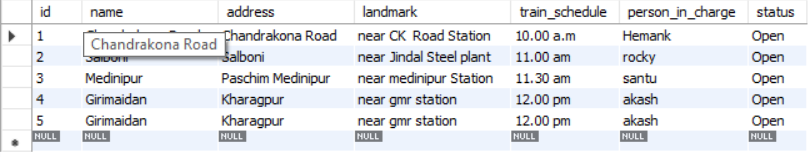 id name address landmark train_schedule person_in_charge status
1 Chandrakona Road Chandrakona Road near CK Road Station 10.00 a.m Hemank Open
Chandrakona Road
2 Salboni Salboni near Jindal Steel plant 11.00 am rocky Open
3 Medinipur Paschim Medinipur near medinipur Station 11.30 am santu Open
4 Girimaidan Kharagpur near gmr station 12.00 pm akash Open
5 Girimaidan Kharagpur near gmr station 12.00 pm akash Open
NULL NULL NULL NULL NULL NULL NULL